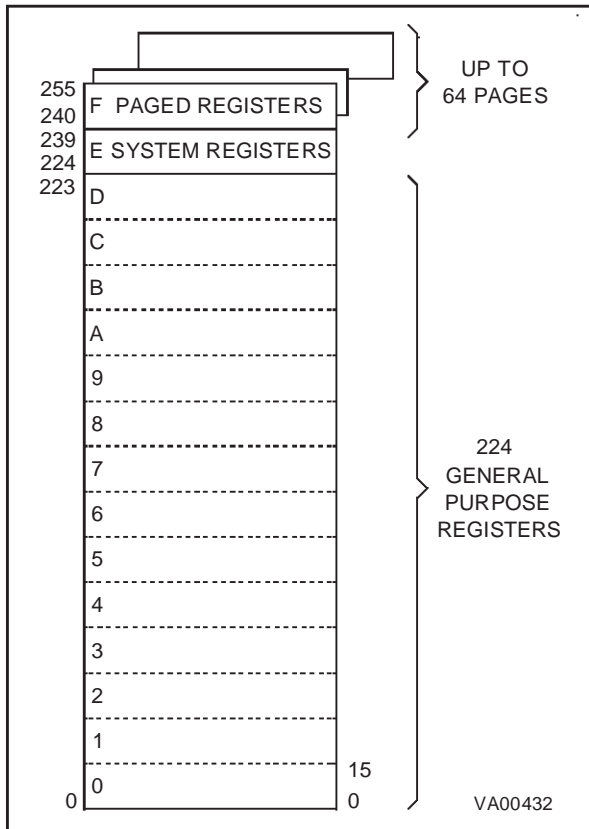 UP TO
64 PAGES
255
240
F PAGED REGISTERS
239
224
E SYSTEM REGISTERS
223
D
C
B
A
9
8
7
6
5
4
3
2
1
0
15
0
0
224
GENERAL
PURPOSE
REGISTERS
VA00432